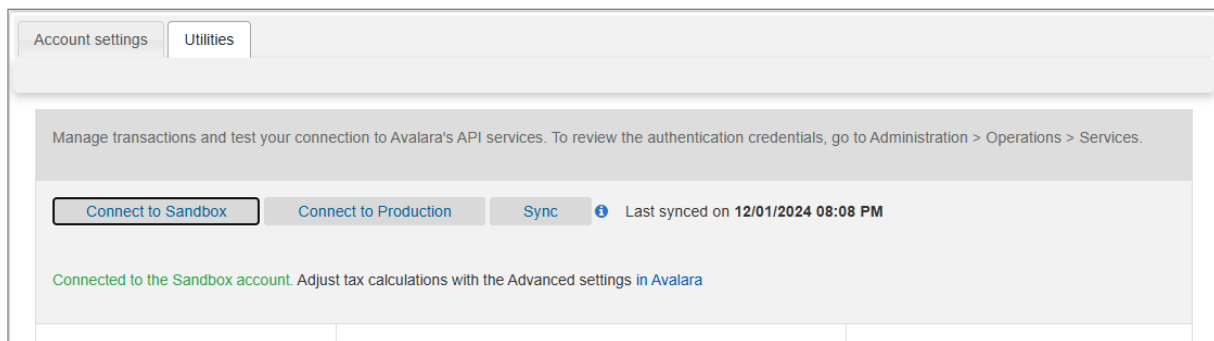 Account settings Utilities
Manage transactions and test your connection to Avalara's API services. To review the authentication credentials, go to Administration > Operations > Services.
Connect to Sandbox Connect to Production Sync Last synced on 12/01/2024 08:08 PM
Connected to the Sandbox account. Adjust tax calculations with the Advanced settings in Avalara